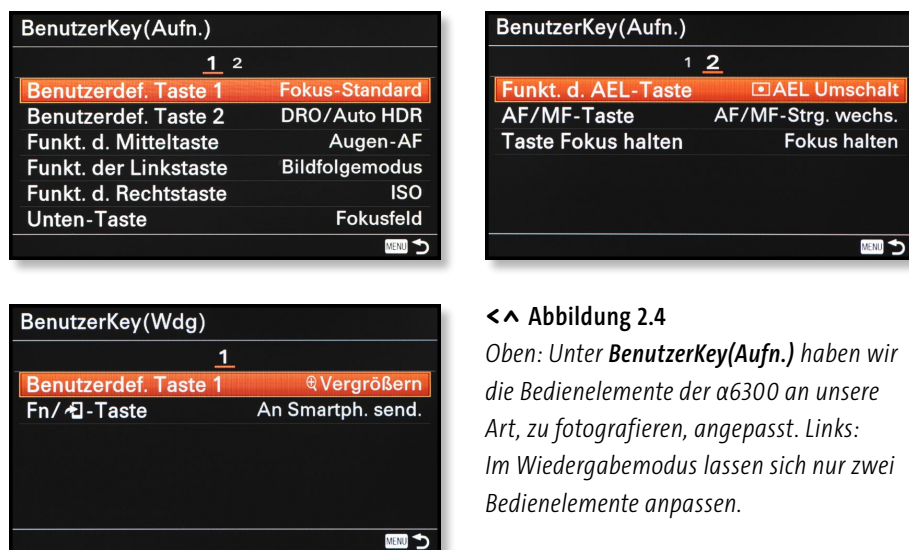 BenutzerKey(Aufn.)
1 2
Benutzerdef. Taste 1 Fokus-Standard
Benutzerdef. Taste 2 DRO/Auto HDR
Funkt. d. Mitteltaste Augen-AF
Funkt. der Linkstaste Bildfolgemodus
Funkt. d. Rechtstaste ISO
Unten-Taste Fokusfeld
MENU
BenutzerKey(Aufn.)
1 2
Funkt. d. AEL-Taste AEL Umschalt
AF/MF-Taste AF/MF-Strg. wechs.
Taste Fokus halten Fokus halten
MENU
BenutzerKey(Wdg)
1
Benutzerdef. Taste 1 Vergrößern
Fn/-Taste An Smartph. send.
MENU
Abbildung 2.4
Oben: Unter BenutzerKey(Aufn.) haben wir
die Bedienelemente der α6300 an unsere
Art, zu fotografieren, angepasst. Links:
Im Wiedergabemodus lassen sich nur zwei
Bedienelemente anpassen.